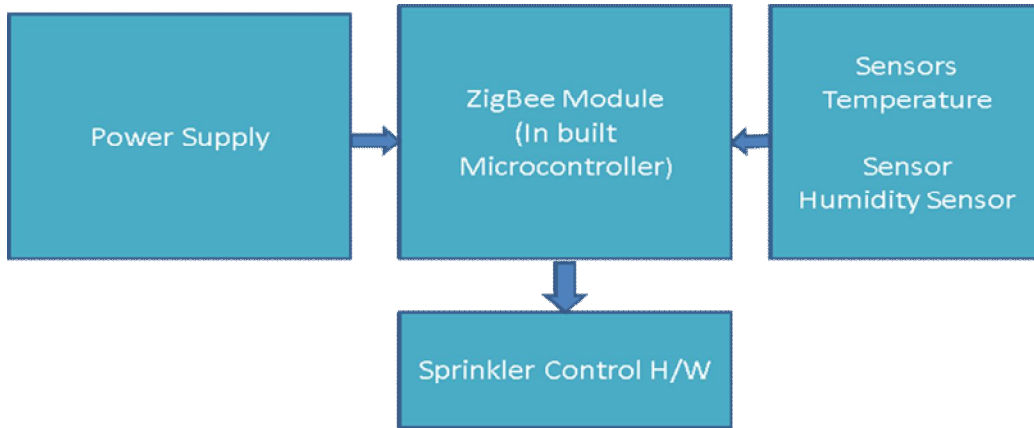 Power Supply
ZigBee Module
(In built
Microcontroller)
Sensors
Temperature
Sensor
Humidity Sensor
Sprinkler Control H/W